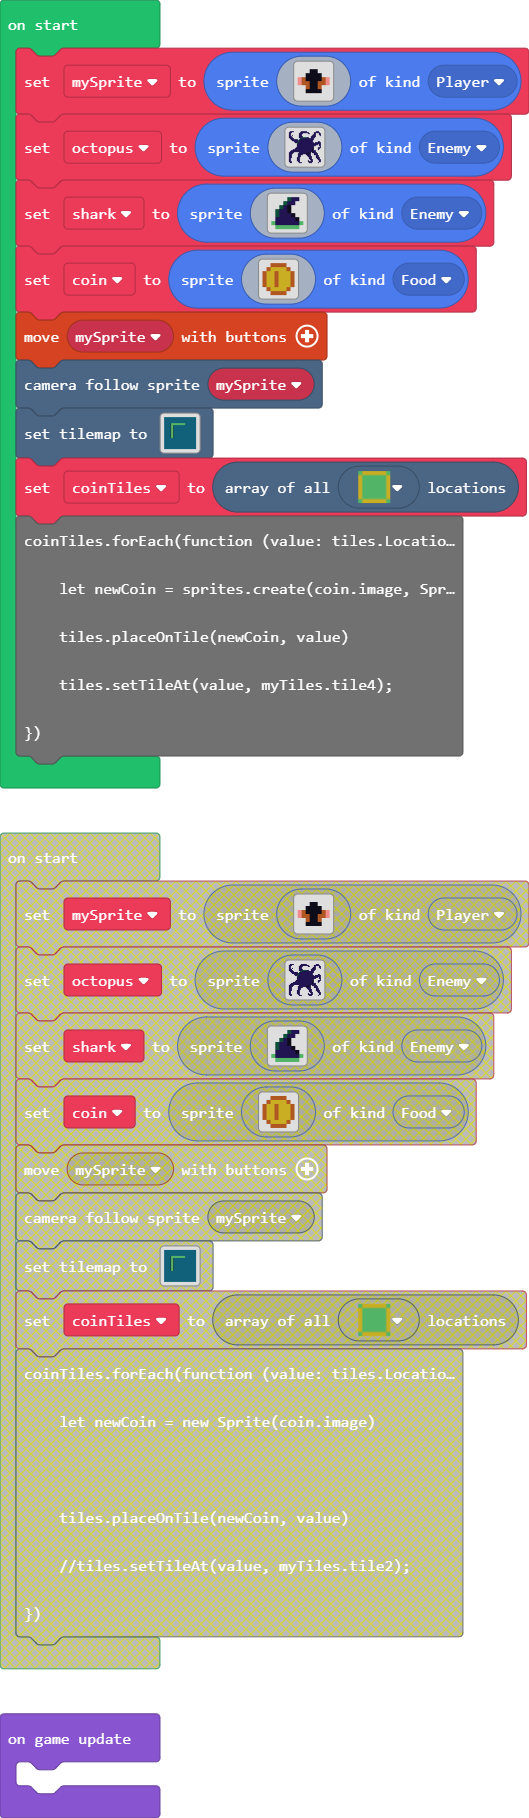 on start
set mySprite to sprite of kind Player
set octopus to sprite of kind Enemy
set shark to sprite of kind Enemy
set coin to sprite of kind Food
move mySprite with buttons
camera follow sprite mySprite
set tilemap to
set coinTiles to array of all locations
coinTiles.forEach(function (value: tiles.Locatio…
let newCoin = sprites.create(coin.image, Spr…
tiles.placeOnTile(newCoin, value)
tiles.setTileAt(value, myTiles.tile4);
})
on start
set mySprite to sprite of kind Player
set octopus to sprite of kind Enemy
set shark to sprite of kind Enemy
set coin to sprite of kind Food
move mySprite with buttons
camera follow sprite mySprite
set tilemap to
set coinTiles to array of all locations
coinTiles.forEach(function (value: tiles.Locatio…
let newCoin = new Sprite(coin.image)
tiles.placeOnTile(newCoin, value)
//tiles.setTileAt(value, myTiles.tile2);
})
on game update